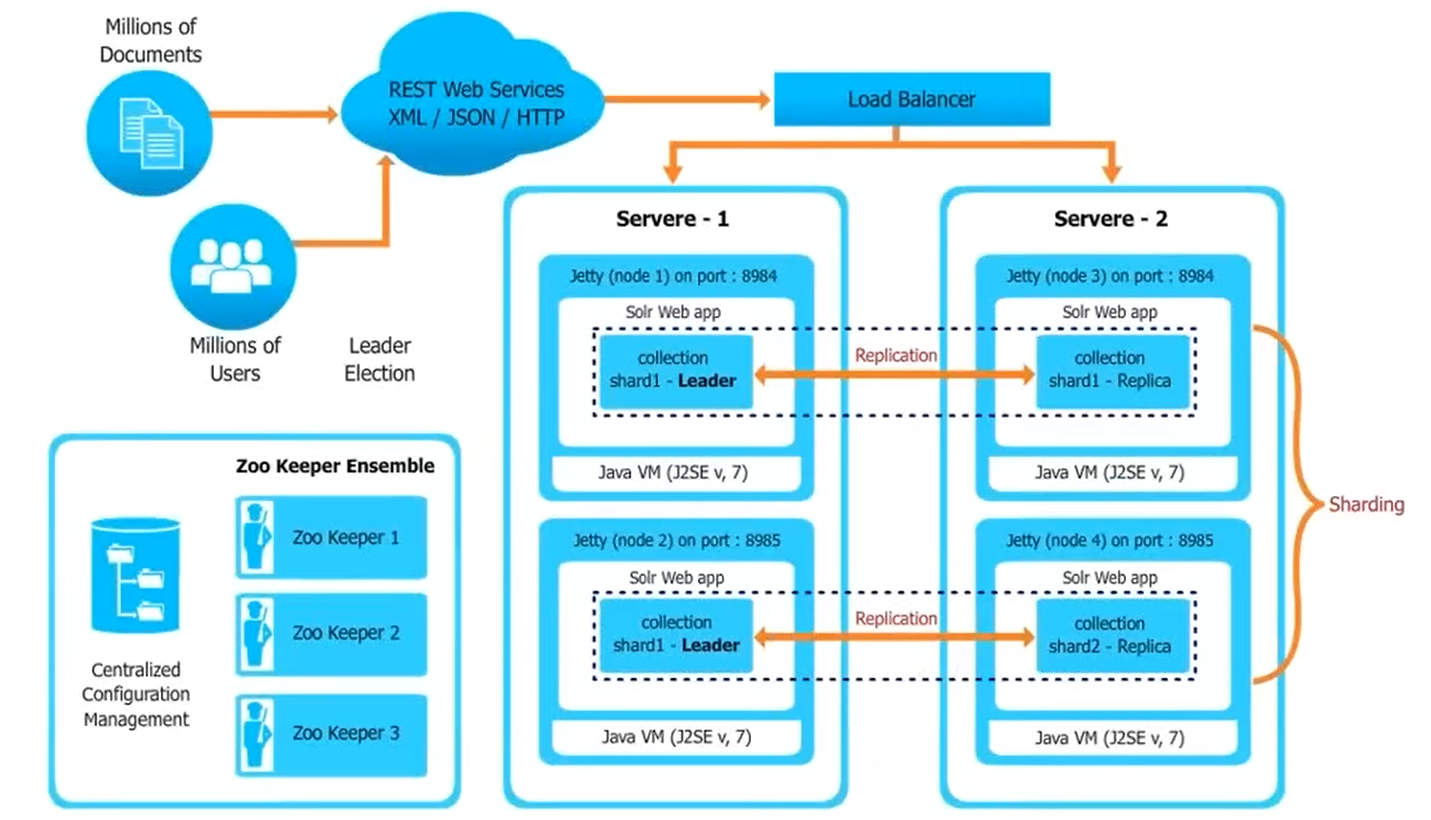 Millions of
Documents
REST Web Services
XML / JSON / HTTP
Load Balancer
Millions of
Users
Leader
Election
Servere - 1
Jetty (node 1) on port : 8984
Solr Web app
collection
shard1 - Leader
Java VM (J2SE v, 7)
Jetty (node 2) on port : 8985
Solr Web app
collection
shard1 - Leader
Java VM (J2SE v, 7)
Replication
Replication
Servere - 2
Jetty (node 3) on port : 8984
Solr Web app
collection
shard1 - Replica
Java VM (J2SE v, 7)
Jetty (node 4) on port : 8985
Solr Web app
collection
shard2 - Replica
Java VM (J2SE v, 7)
Sharding
Zoo Keeper Ensemble
Zoo Keeper 1
Zoo Keeper 2
Zoo Keeper 3
Centralized
Configuration
Management